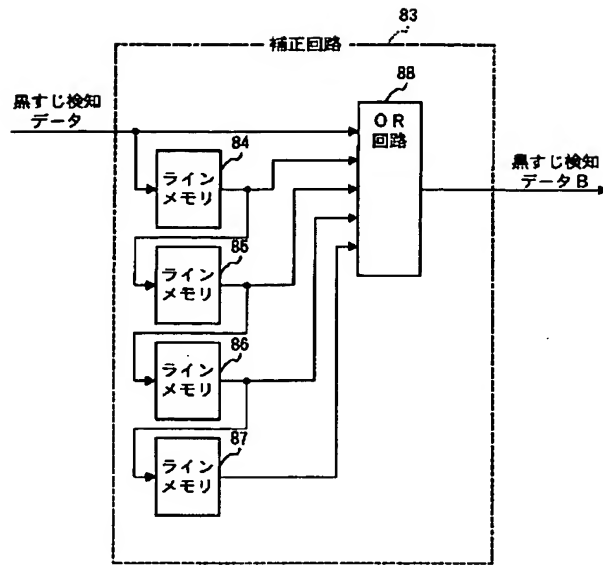 83
補正回路
黒すじ検知
データ
88
OR
回路
84
ライン
メモリ
黒すじ検知
データB
85
ライン
メモリ
86
ライン
メモリ
87
ライン
メモリ